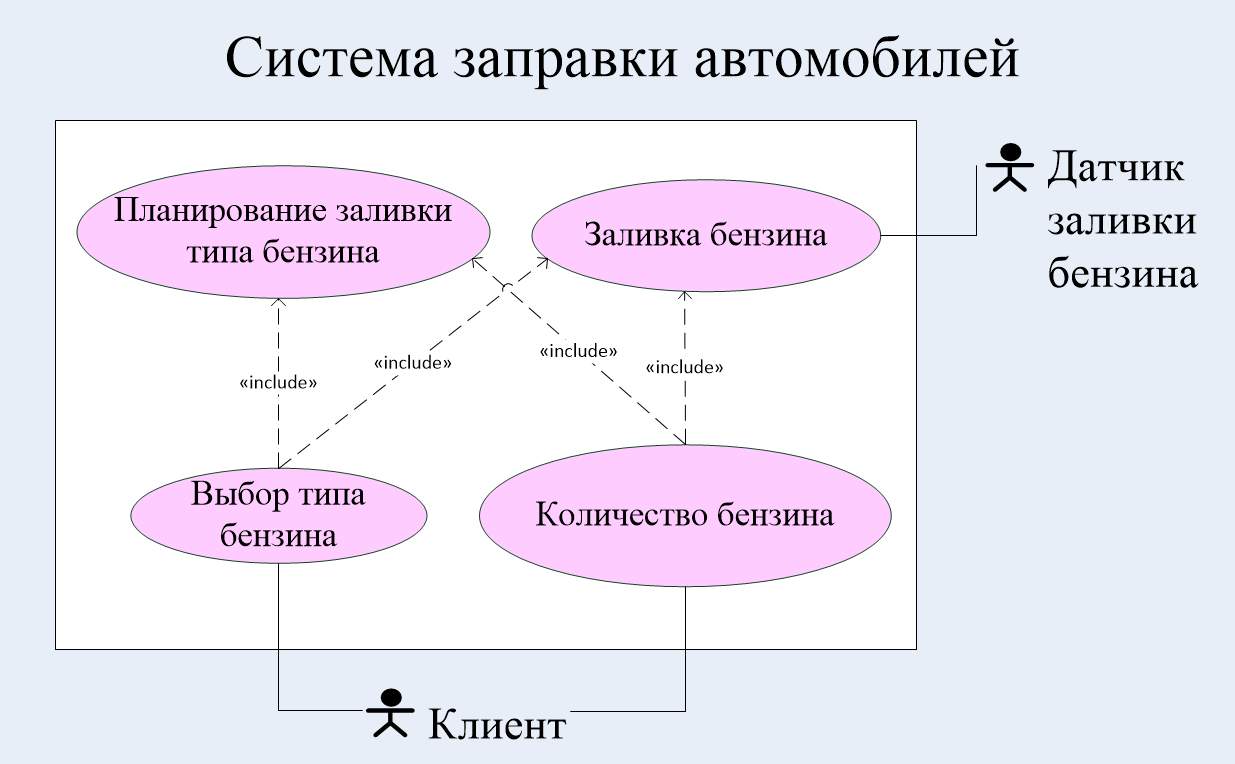 Система заправки автомобилей
Планирование заливки
типа бензина
Заливка бензина
Датчик
заливки
бензина
«include»
«include»
«include»
«include»
Выбор типа
бензина
Количество бензина
Клиент